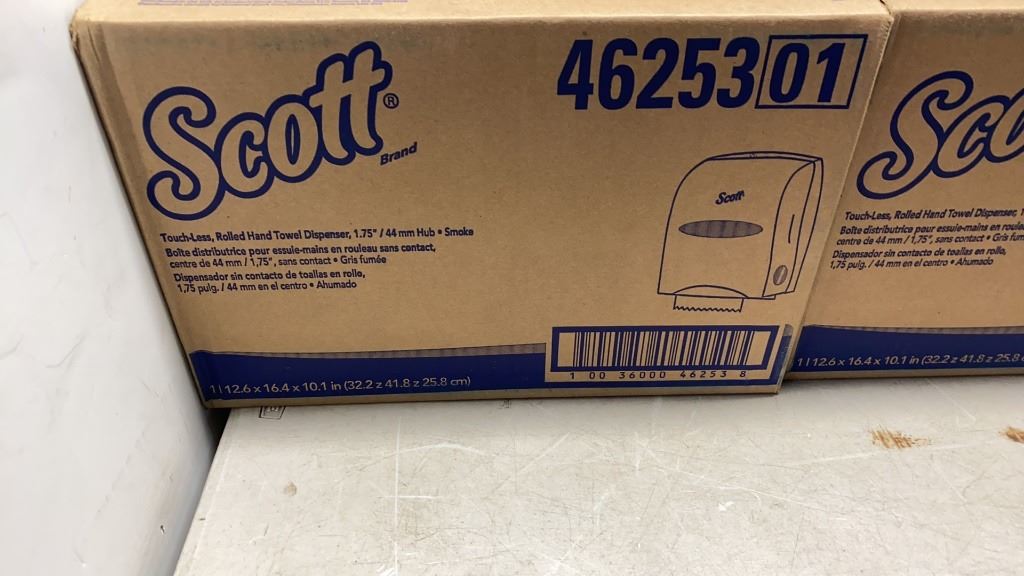 Scott®
Brand
46253 01
Touch-Less, Rolled Hand Towel Dispenser, 1.75" / 44 mm Hub • Smoke
Boîte distributrice pour essuie-mains en rouleau sans contact,
centre de 44 mm / 1,75", sans contact • Gris fumée
Dispensador sin contacto de toallas en rollo,
1,75 pulg. / 44 mm en el centro • Ahumado
Scott
1 | 12.6 x 16.4 x 10.1 in (32.2 z 41.8 z 25.8 cm)
1 00 36000 46253 8
Sco
Touch-Less, Rolled Hand Towel Dispenser, 1
Boîte distributrice pour essuie-mains en roule
centre de 44 mm / 1,75", sans contact • Gris fum
Dispensador sin contacto de toallas en rollo,
1,75 pulg. / 44 mm en el centro • Ahumado
1 | 12.6 x 16.4 x 10.1 in (32.2 z 41.8 z 25.8